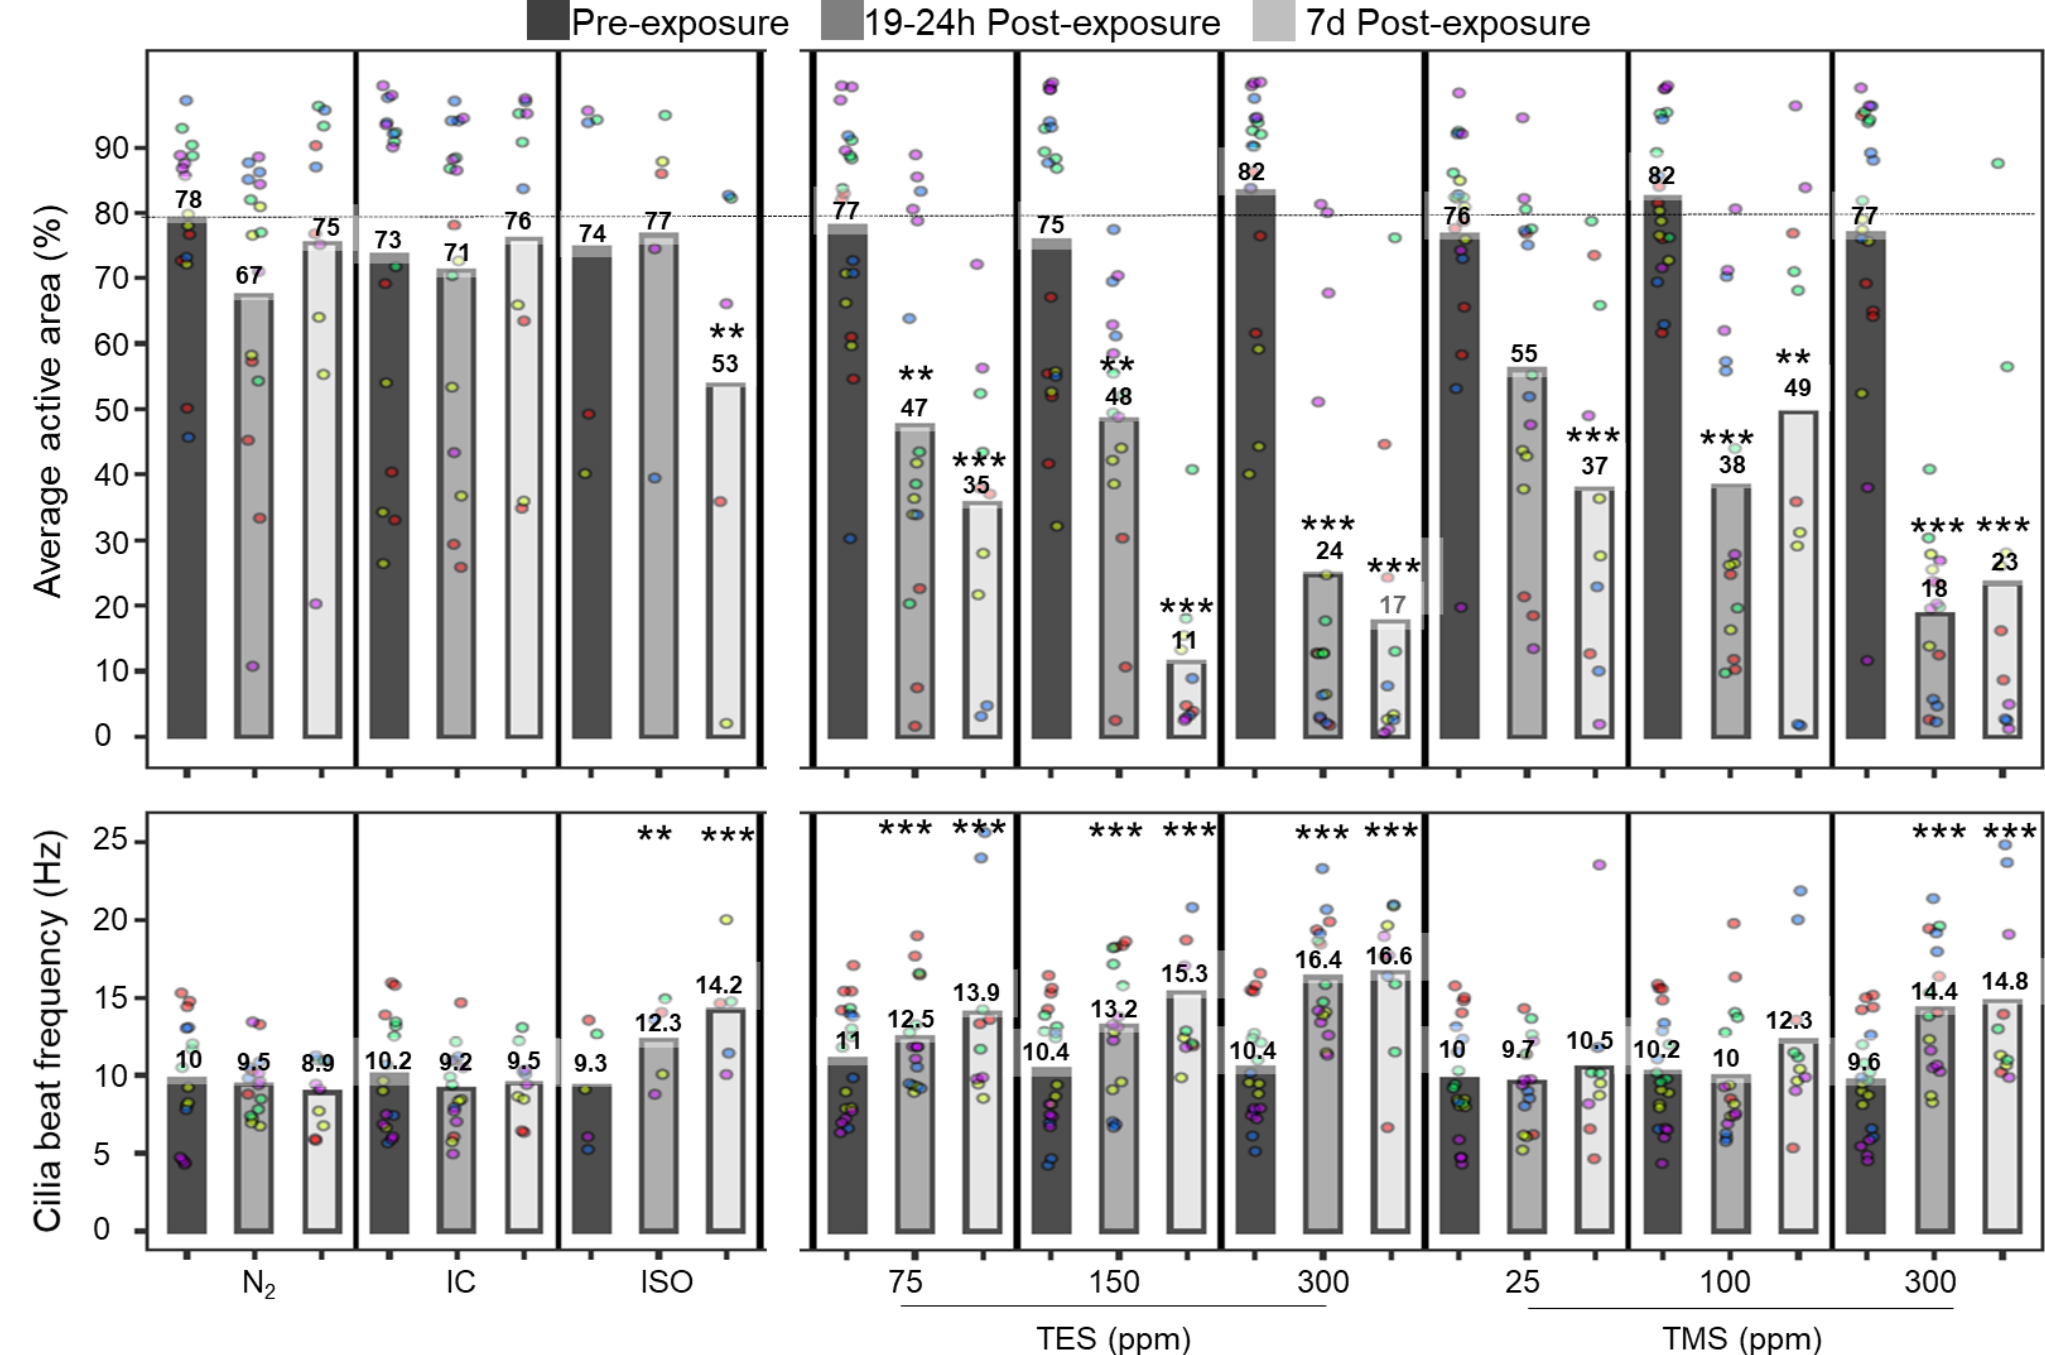 Pre-exposure 19-24h Post-exposure 7d Post-exposure
Average active area (%)
90
80
70
60
50
40
30
20
10
0
78 67 75 73 71 76 74 77 ** 53
77 ** 47 *** 35 75 ** 48 *** 11 82 *** 24 *** 17 76 55 *** 37 82 *** 38 ** 49 77 *** 18 *** 23
Cilia beat frequency (Hz)
25
20
15
10
5
0
** ***
10 9.5 8.9 10.2 9.2 9.5 9.3 12.3 14.2
*** *** *** *** *** *** *** ***
11 12.5 13.9 10.4 13.2 15.3 10.4 16.4 16.6 10 9.7 10.5 10.2 10 12.3 9.6 14.4 14.8
N₂ IC ISO 75 150 300 25 100 300
TES (ppm) TMS (ppm)